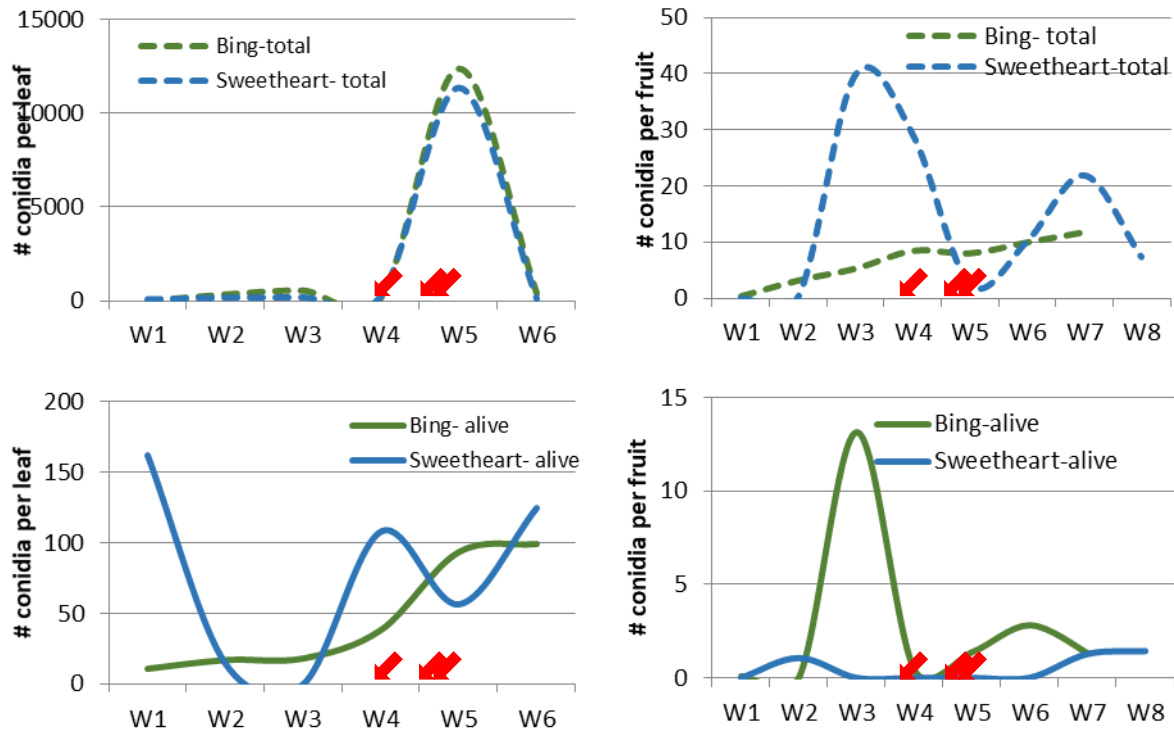 # conidia per leaf
15000
10000
5000
0
Bing-total
Sweetheart- total
W1 W2 W3 W4 W5 W6
# conidia per fruit
50
40
30
20
10
0
Bing- total
Sweetheart-total
W1 W2 W3 W4 W5 W6 W7 W8
# conidia per leaf
200
150
100
50
0
Bing- alive
Sweetheart- alive
W1 W2 W3 W4 W5 W6
# conidia per fruit
15
10
5
0
Bing-alive
Sweetheart-alive
W1 W2 W3 W4 W5 W6 W7 W8